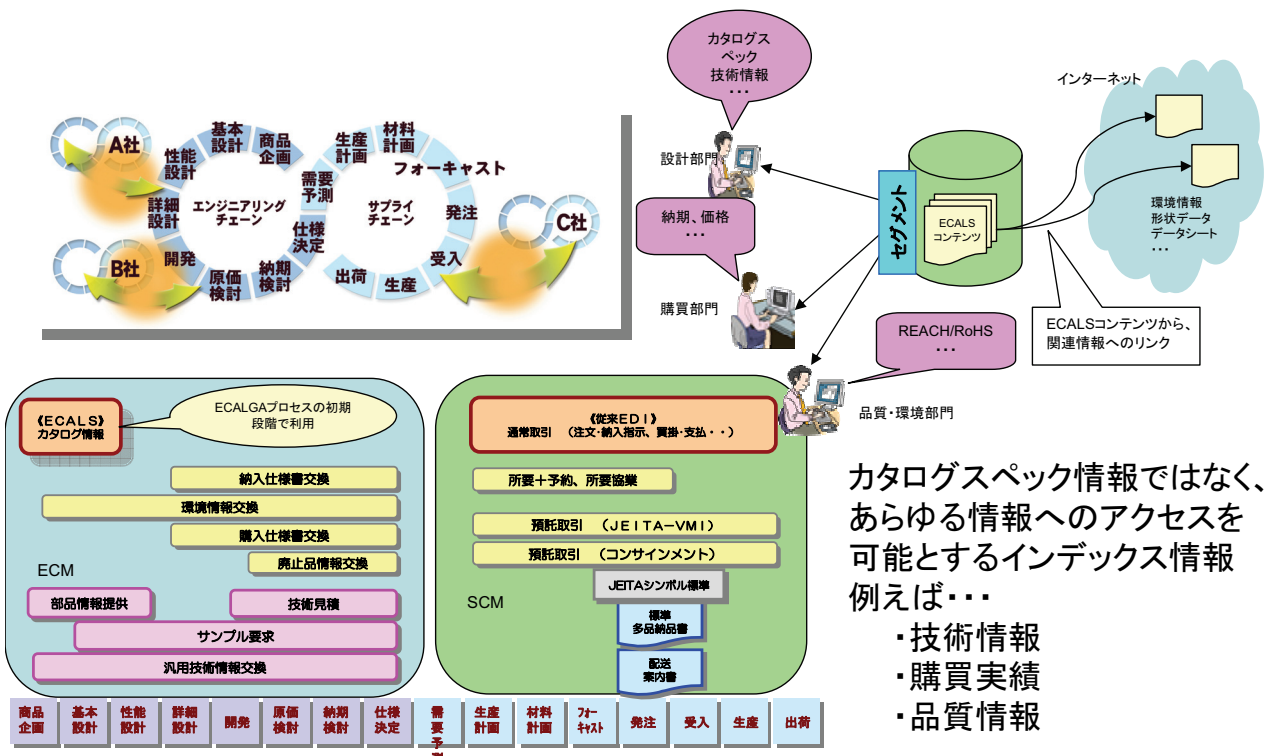 A社
B社
C社
商品
企画
基本
設計
性能
設計
詳細
設計
開発
原価
検討
納期
検討
仕様
決定
エンジニアリング
チェーン
需要
予測
生産
計画
材料
計画
フォーキャスト
発注
受入
生産
出荷
サプライ
チェーン
カタログス
ペック
技術情報
・・・
設計部門
納期、価格
・・・
購買部門
REACH/RoHS
・・・
品質・環境部門
セグメント
ECALS
コンテンツ
インターネット
環境情報
形状データ
データシート
・・・
ECALSコンテンツから、
関連情報へのリンク
《ECALS》
カタログ情報
ECALGAプロセスの初期
段階で利用
納入仕様書交換
環境情報交換
購入仕様書交換
廃止品情報交換
ECM
部品情報提供
技術見積
サンプル要求
汎用技術情報交換
《従来EDI》
通常取引 (注文・納入指示、買掛・支払・・)
所要+予約、所要協業
預託取引 (JEITA-VMI)
預託取引 (コンサインメント)
JEITAシンボル標準
SCM
標準
多品納品書
配送
案内書
商品
企画
基本
設計
性能
設計
詳細
設計
開発
原価
検討
納期
検討
仕様
決定
需
要
予
測
生産
計画
材料
計画
フォー
キャスト
発注
受入
生産
出荷
カタログスペック情報ではなく、
あらゆる情報へのアクセスを
可能とするインデックス情報
例えば・・・
・技術情報
・購買実績
・品質情報